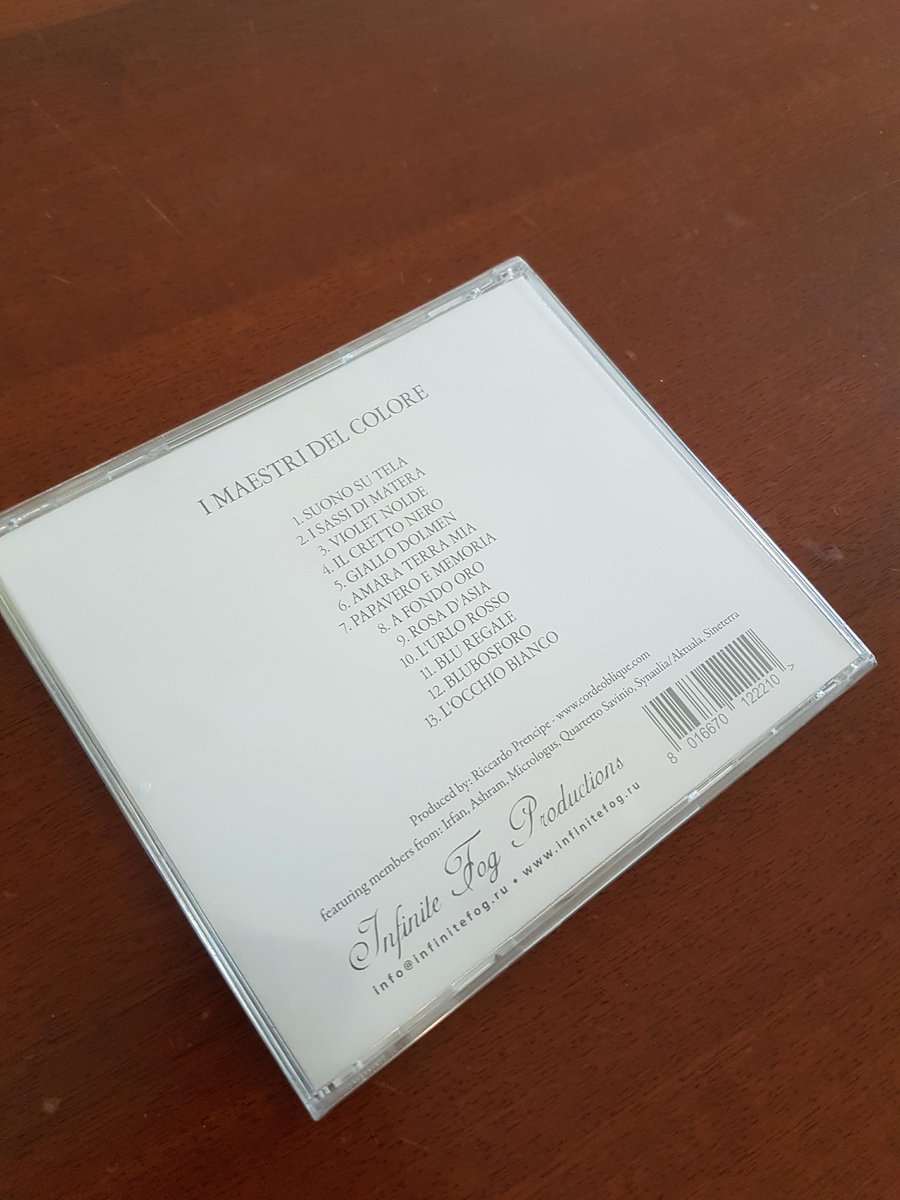 I MAESTRI DEL COLORE
1. SUONO SU TELA
2. I SASSI DI MATERA
3. VIOLET NOLDE
4. IL CRETTO NERO
5. GIALLO DOLMEN
6. AMARA TERRA MIA
7. PAPAVERO E MEMORIA
8. A FONDO ORO
9. ROSA D'ASIA
10. L'URLO ROSSO
11. BLU REGALE
12. BLUBOSFORO
13. L'OCCHIO BIANCO
Produced by: Riccardo Prencipe - www.cordeoblique.com
featuring members from: Irfan, Ashram, Micrologus, Quartetto Savinio, Synaulia/Aktuala, Sineterra
Infinite Fog Productions
info@infinitefog.ru • www.infinitefog.ru
8 016670 122210 >